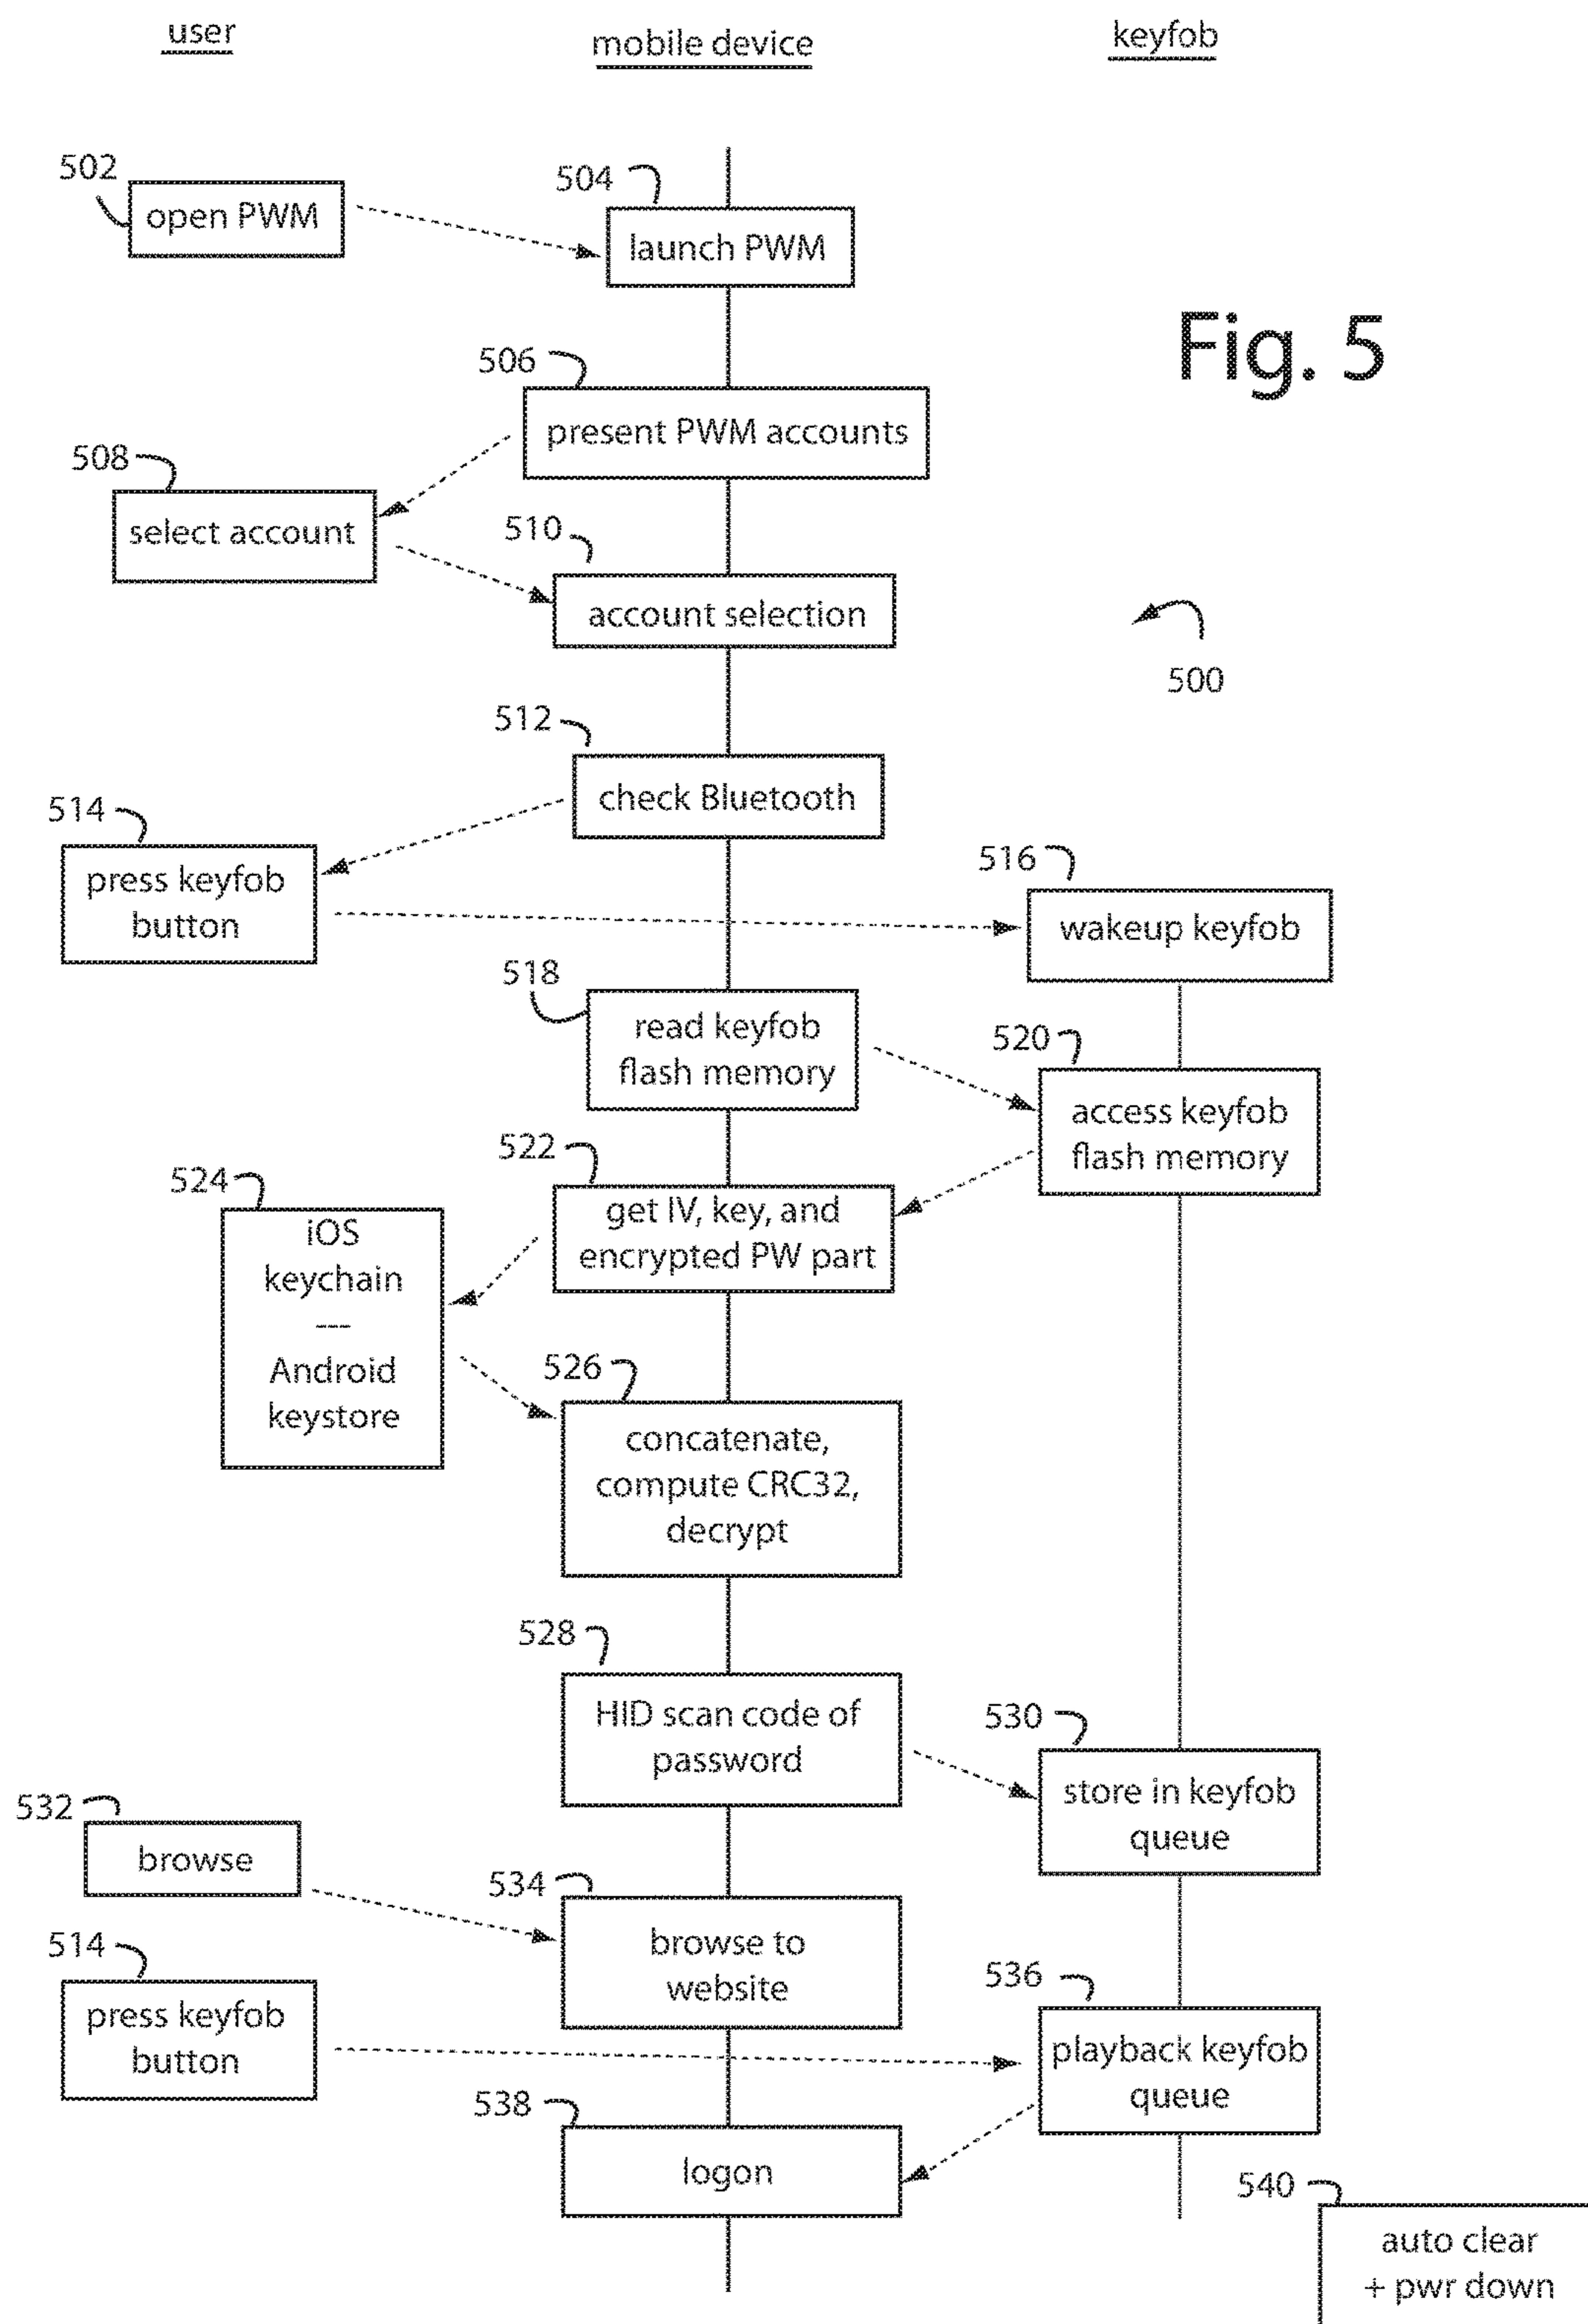 user
mobile device
keyfob
502
open PWM
504
launch PWM
Fig. 5
506
present PWM accounts
508
select account
510
account selection
500
512
check Bluetooth
514
press keyfob
button
516
wakeup keyfob
518
read keyfob
flash memory
520
access keyfob
flash memory
522
get IV, key, and
encrypted PW part
524
iOS
keychain
---
Android
keystore
526
concatenate,
compute CRC32,
decrypt
528
HID scan code of
password
530
store in keyfob
queue
532
browse
534
browse to
website
514
press keyfob
button
536
playback keyfob
queue
538
logon
540
auto clear
+ pwr down